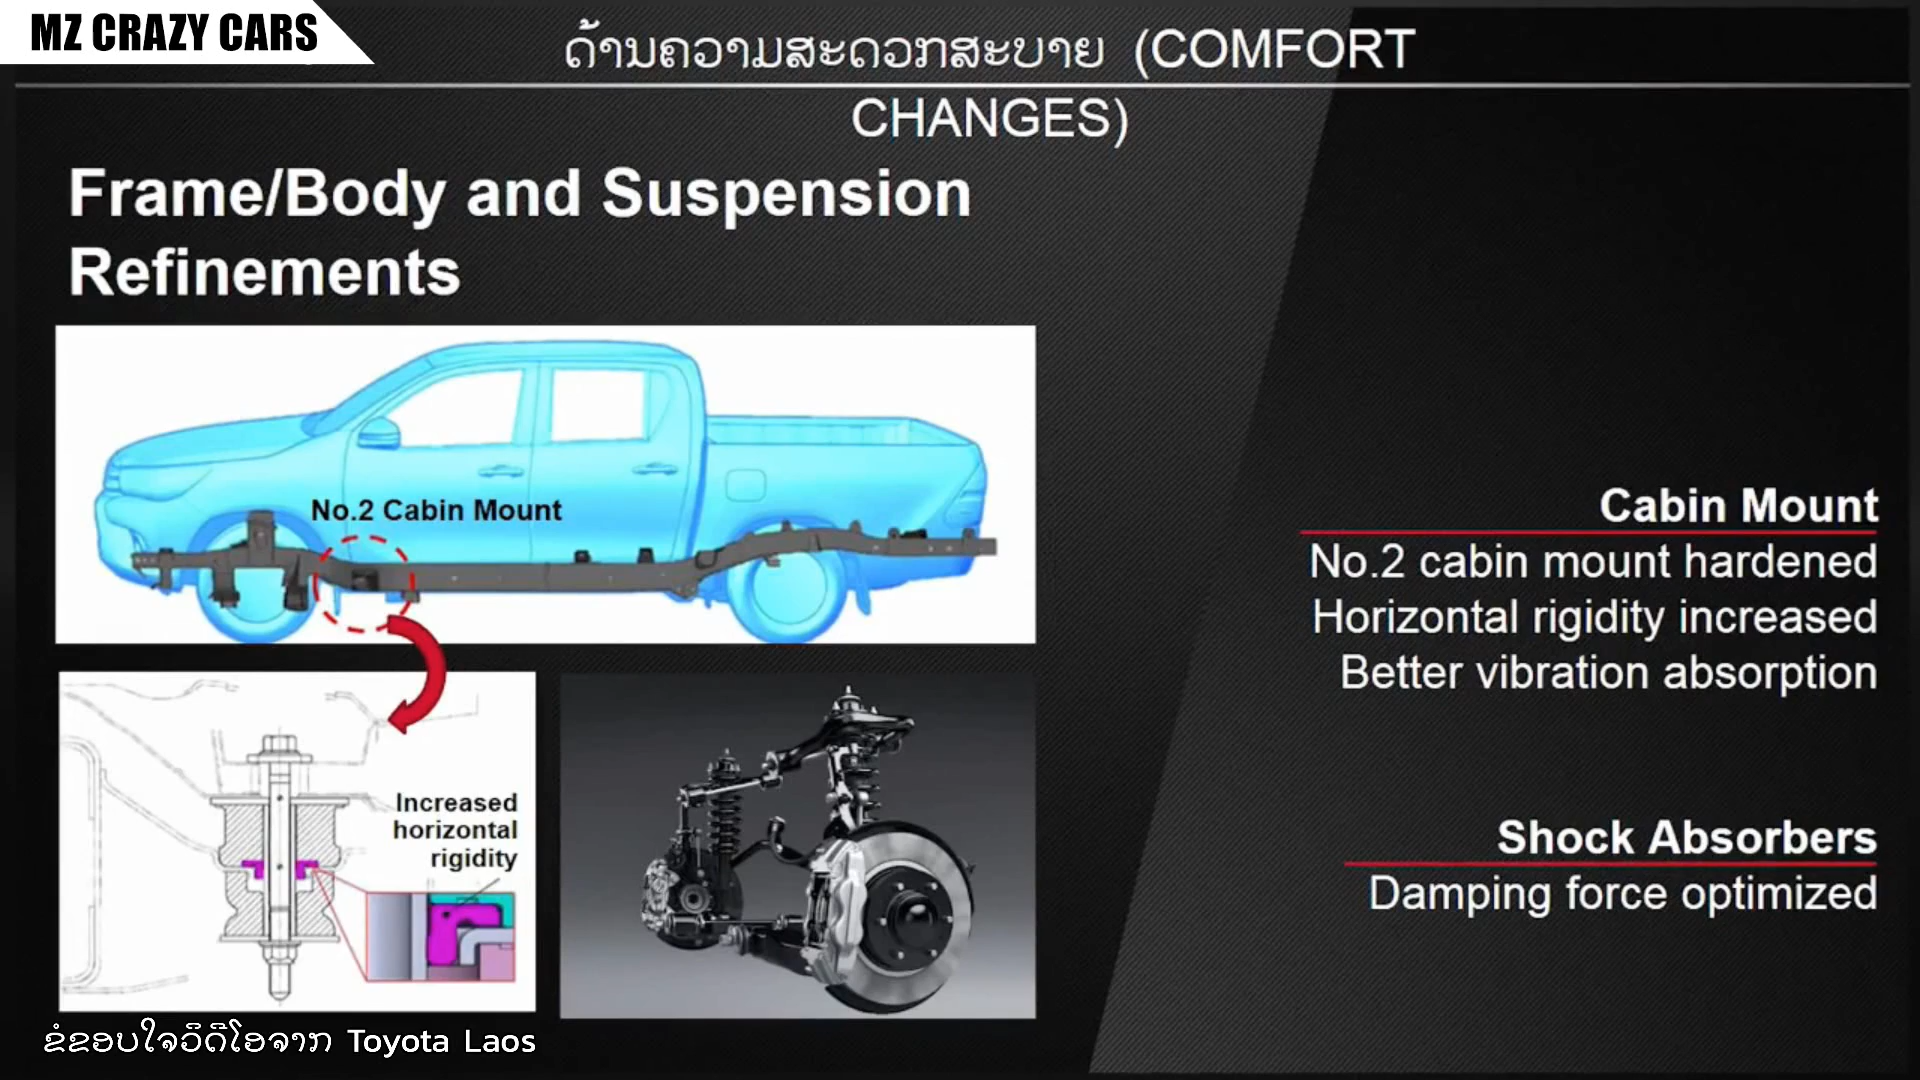 MZ CRAZY CARS
ດ້ານຄວາມສະດວກສະບາຍ (COMFORT
CHANGES)
Frame/Body and Suspension
Refinements
No.2 Cabin Mount
Increased
horizontal
rigidity
Cabin Mount
No.2 cabin mount hardened
Horizontal rigidity increased
Better vibration absorption
Shock Absorbers
Damping force optimized
ຂໍຂອບໃຈວິດີໂອຈາກ Toyota Laos